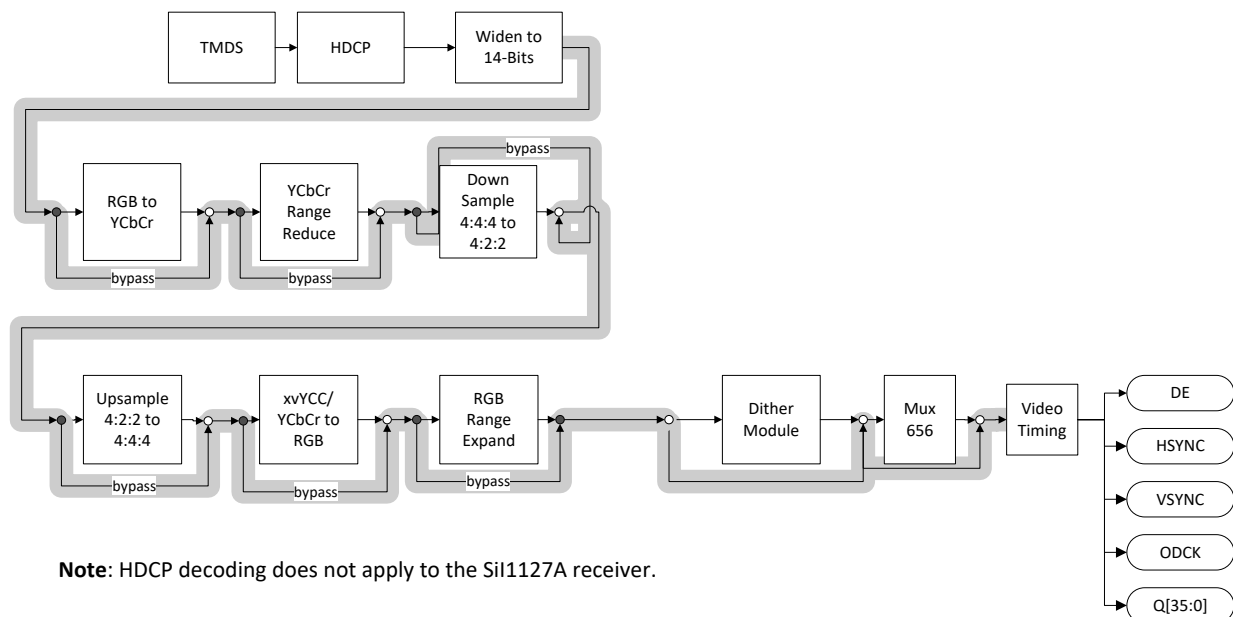 TMDS
HDCP
Widen to
14-Bits
bypass
RGB to
YCbCr
YCbCr
Range
Reduce
Down
Sample
4:4:4 to
4:2:2
bypass
bypass
Upsample
4:2:2 to
4:4:4
xvYCC/
YCbCr to
RGB
RGB
Range
Expand
Dither
Module
Mux
656
Video
Timing
DE
HSYNC
VSYNC
ODCK
Q[35:0]
bypass
bypass
bypass
Note: HDCP decoding does not apply to the SiI1127A receiver.